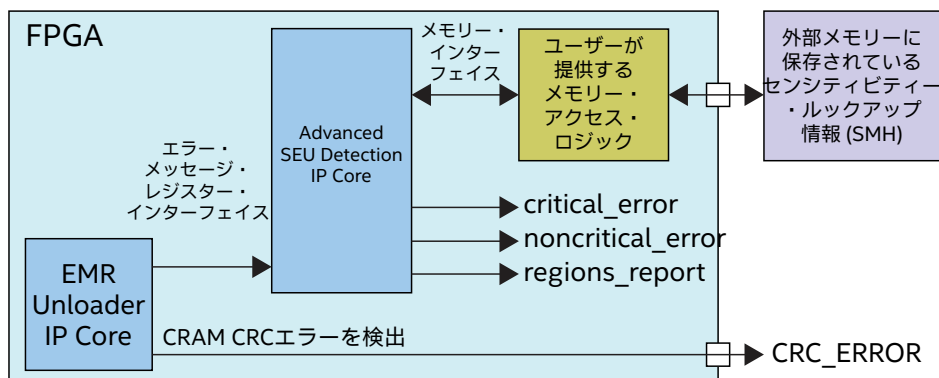 FPGA
メモリー・
インター
フェイス
ユーザーが
提供する
メモリー・
アクセス・
ロジック
外部メモリーに
保存されている
センシティビティー
・ルックアップ
情報 (SMH)
Advanced
SEU Detection
IP Core
エラー・
メッセージ・
レジスター・
インターフェイス
critical_error
noncritical_error
regions_report
EMR
Unloader
IP Core
CRAM CRCエラーを検出
CRC_ERROR